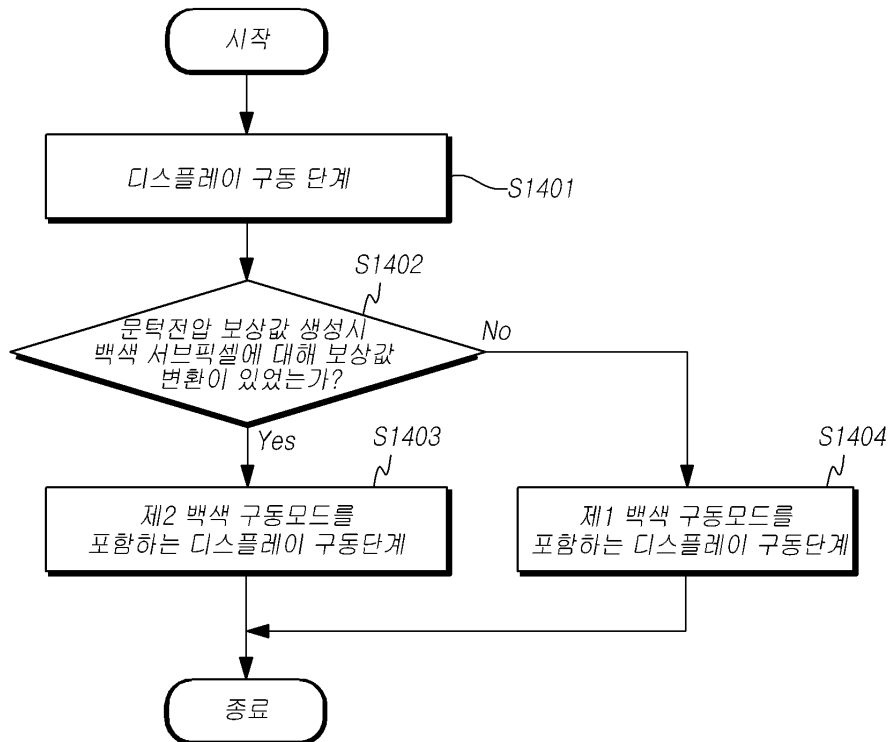 시작
디스플레이 구동 단계
S1401
S1402
문턱전압 보상값 생성시
백색 서브픽셀에 대해 보상값
변환이 있었는가?
No
Yes
S1403
제2 백색 구동모드를
포함하는 디스플레이 구동단계
S1404
제1 백색 구동모드를
포함하는 디스플레이 구동단계
종료